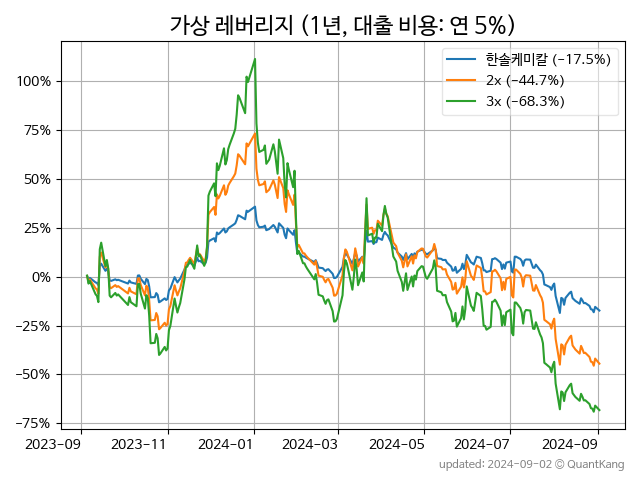 가상 레버리지 (1년, 대출 비용: 연 5%)
한솔케미칼 (−17.5%)
2x (−44.7%)
3x (−68.3%)
100%
75%
50%
25%
0%
−25%
−50%
−75%
2023-09 2023-11 2024-01 2024-03 2024-05 2024-07 2024-09
updated: 2024-09-02 © QuantKang